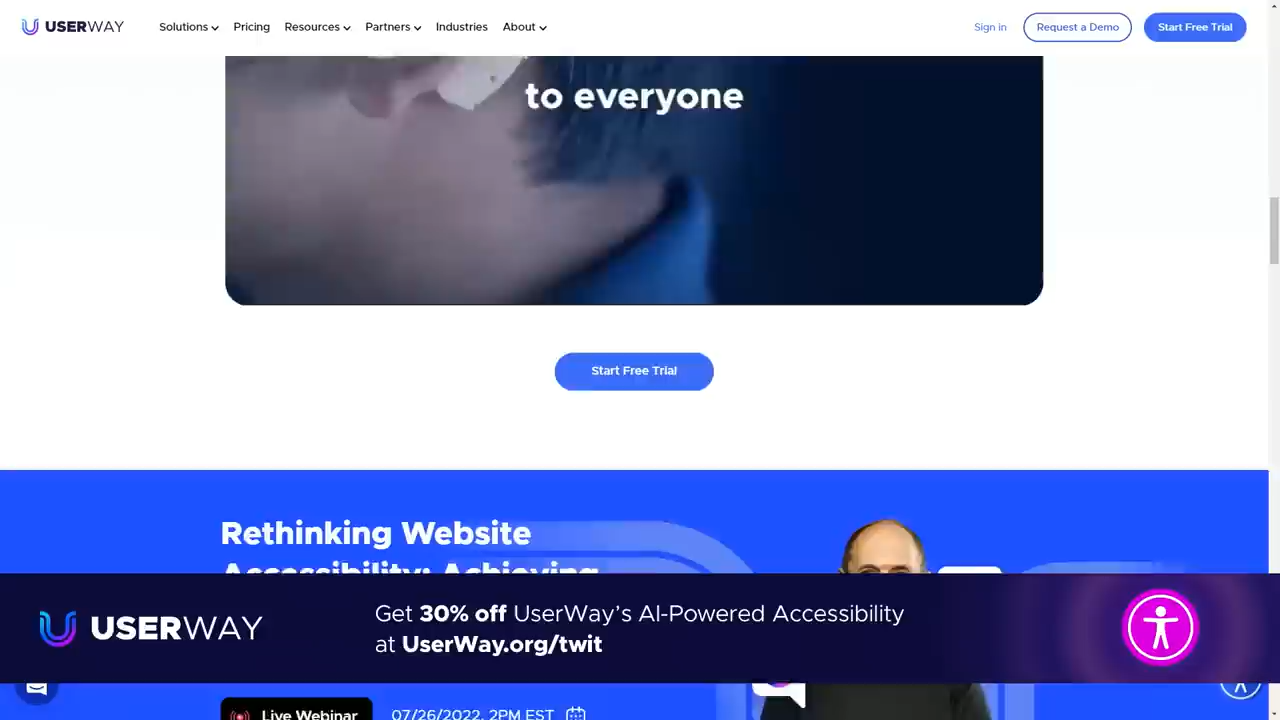 USERWAY Solutions Pricing Resources Partners Industries About Sign in Request a Demo Start Free Trial
to everyone
Start Free Trial
Rethinking Website
Accessibility: Achieving
USERWAY
Get 30% off UserWay's AI-Powered Accessibility
at UserWay.org/twit
Live Webinar 07/26/2022, 2PM EST